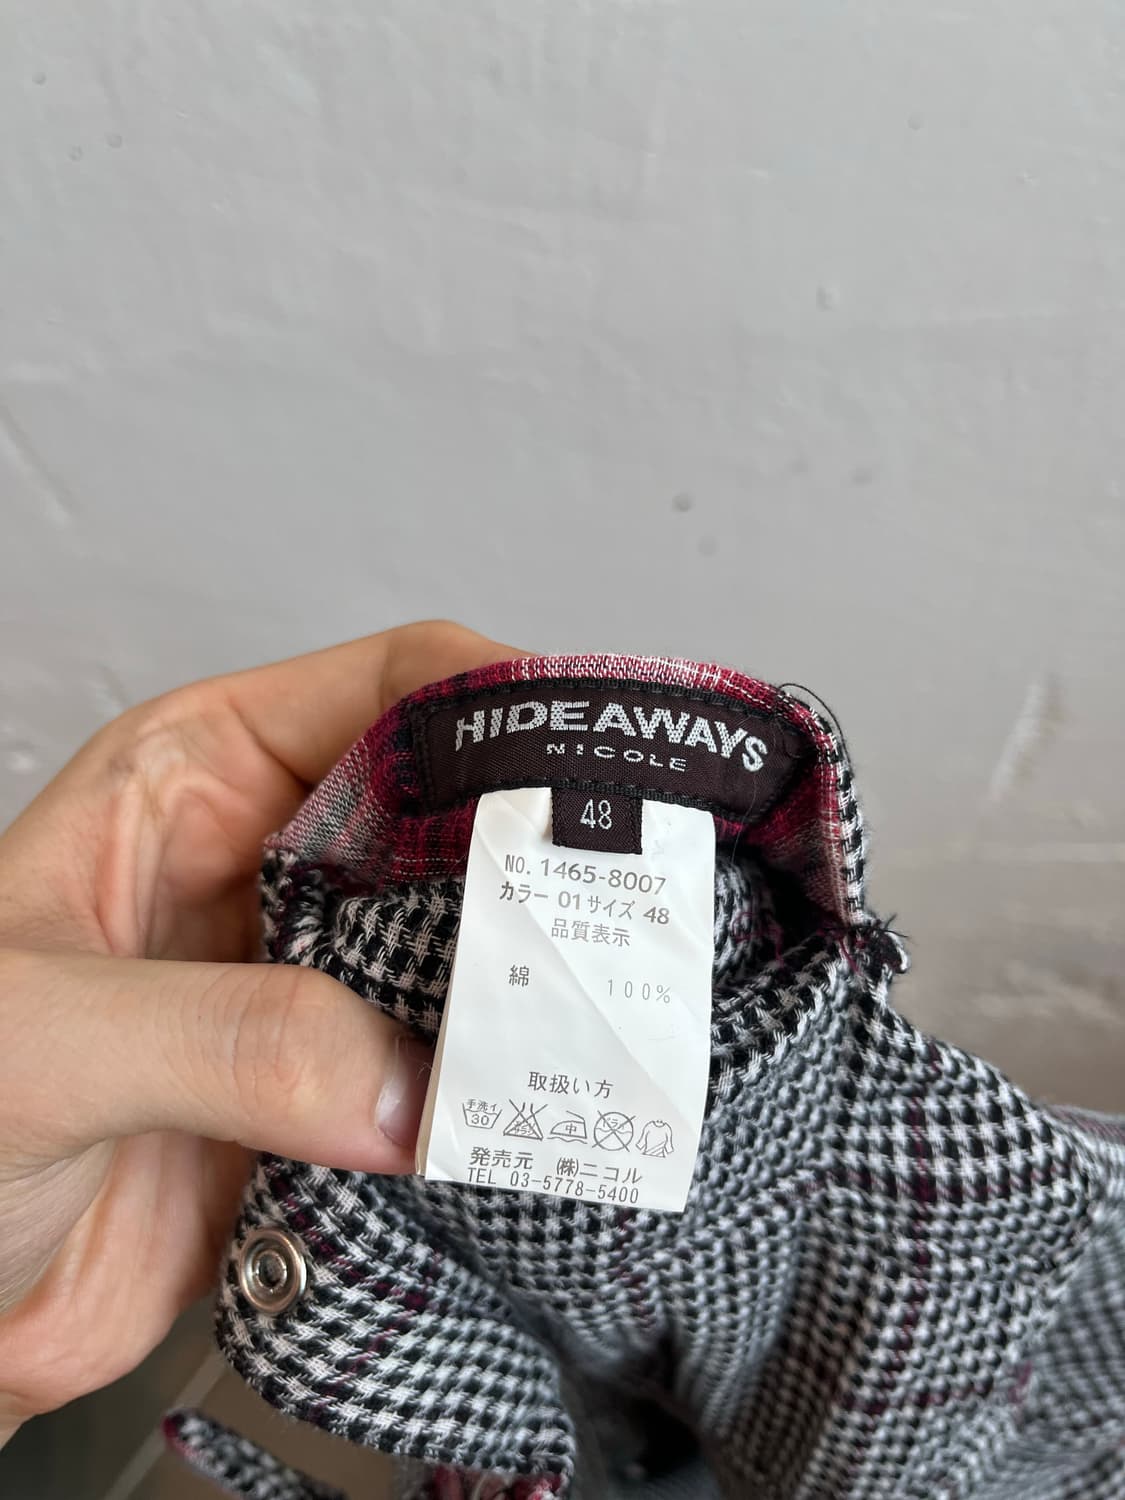 HIDEAWAYS
NICOLE
48
NO. 1465-8007
カラー 01サイズ 48
品質表示
綿 100%
取扱い方
手洗イ 30 中
発売元 ㈱ニコル
TEL 03-5778-5400